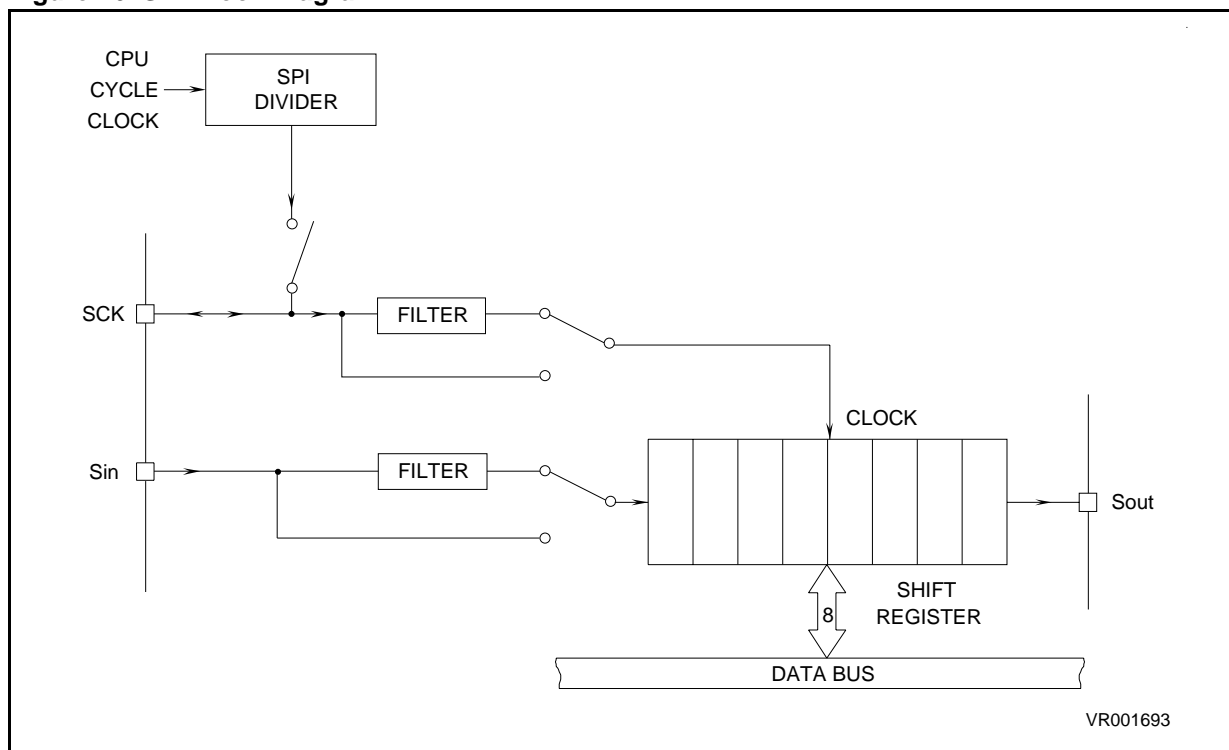 CPU
CYCLE
CLOCK
SPI
DIVIDER
SCK
FILTER
CLOCK
Sin
FILTER
Sout
SHIFT
REGISTER
8
DATA BUS
VR001693